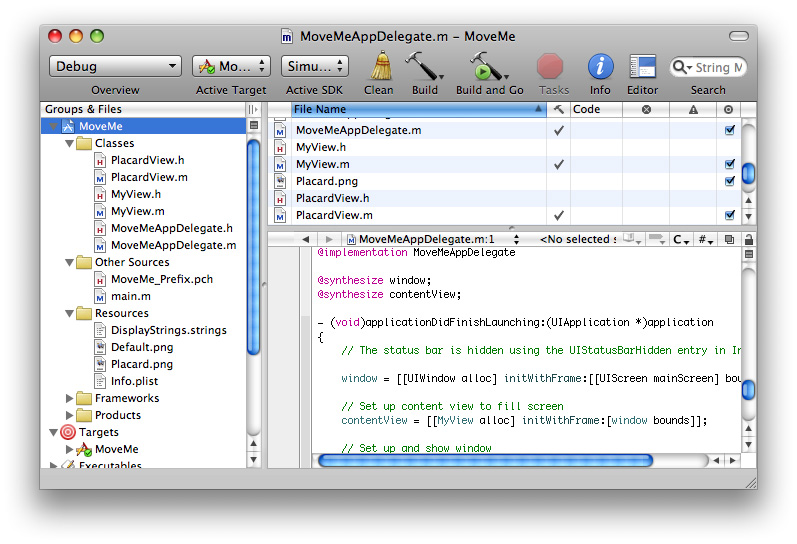 MoveMeAppDelegate.m – MoveMe
Debug
Mo...
Simu...
String M
Overview
Active Target
Active SDK
Clean
Build
Build and Go
Tasks
Info
Editor
Search
Groups & Files
MoveMe
Classes
PlacardView.h
PlacardView.m
MyView.h
MyView.m
MoveMeAppDelegate.h
MoveMeAppDelegate.m
Other Sources
MoveMe_Prefix.pch
main.m
Resources
DisplayStrings.strings
Default.png
Placard.png
Info.plist
Frameworks
Products
Targets
MoveMe
Executables
File Name
Code
MoveMeAppDelegate.m
MyView.h
MyView.m
Placard.png
PlacardView.h
PlacardView.m
MoveMeAppDelegate.m:1
<No selected s
C
#
@implementation MoveMeAppDelegate
@synthesize window;
@synthesize contentView;
- (void)applicationDidFinishLaunching:(UIApplication *)application
{
// The status bar is hidden using the UIStatusBarHidden entry in In
window = [[UIWindow alloc] initWithFrame:[[UIScreen mainScreen] bou
// Set up content view to fill screen
contentView = [[MyView alloc] initWithFrame:[window bounds]];
// Set up and show window